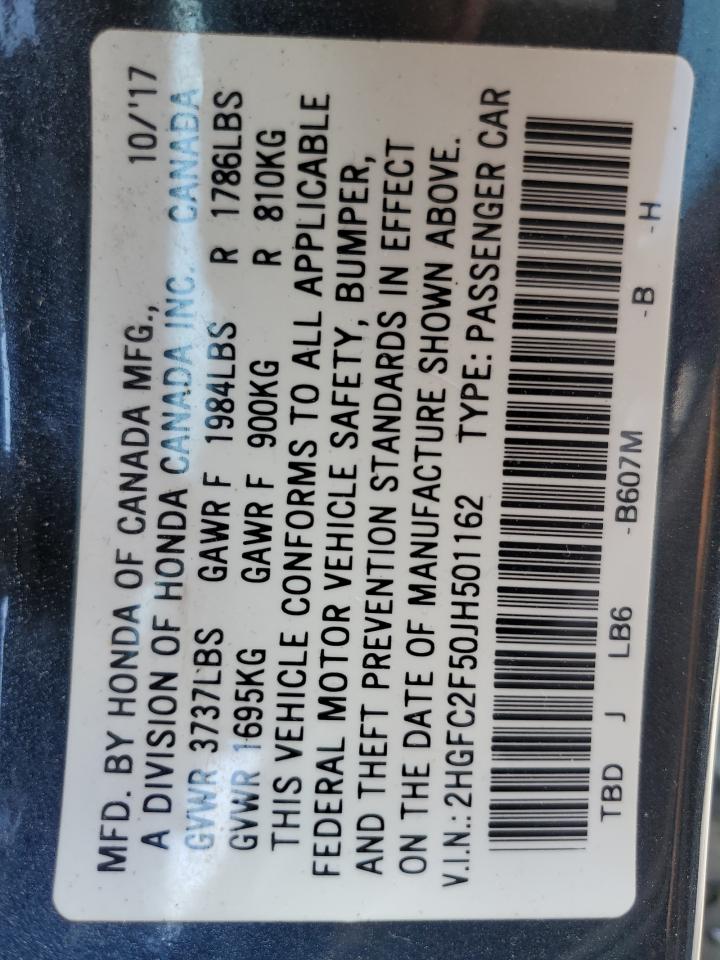 MFD. BY HONDA OF CANADA MFG., 10/'17
A DIVISION OF HONDA CANADA INC. CANADA
GVWR 3737LBS GAWR F 1984LBS R 1786LBS
GVWR 1695KG GAWR F 900KG R 810KG
THIS VEHICLE CONFORMS TO ALL APPLICABLE
FEDERAL MOTOR VEHICLE SAFETY, BUMPER,
AND THEFT PREVENTION STANDARDS IN EFFECT
ON THE DATE OF MANUFACTURE SHOWN ABOVE.
V.I.N.: 2HGFC2F50JH501162 TYPE: PASSENGER CAR
TBD J LB6 -B607M -B -H